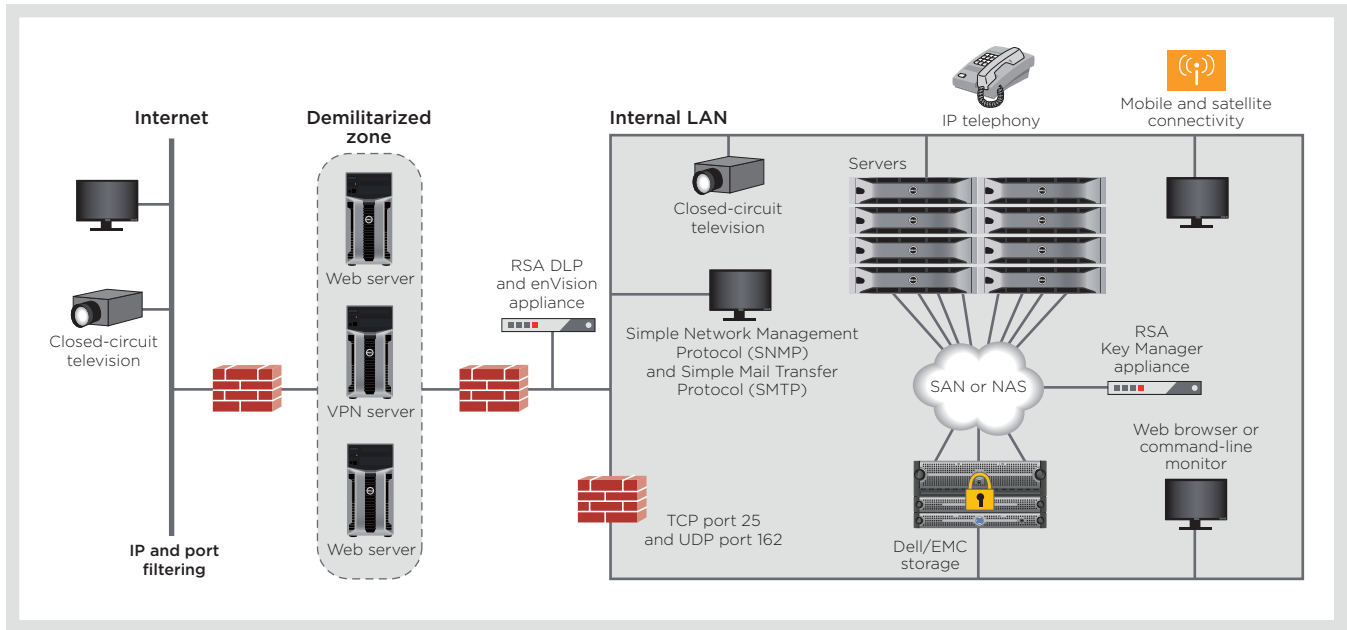 Internet
Demilitarized
zone
Internal LAN
IP telephony
Mobile and satellite
connectivity
Servers
Closed-circuit
television
Web server
RSA DLP
and enVision
appliance
Closed-circuit
television
Simple Network Management
Protocol (SNMP)
and Simple Mail Transfer
Protocol (SMTP)
RSA
Key Manager
appliance
SAN or NAS
VPN server
Web browser or
command-line
monitor
TCP port 25
and UDP port 162
Web server
IP and port
filtering
Dell/EMC
storage